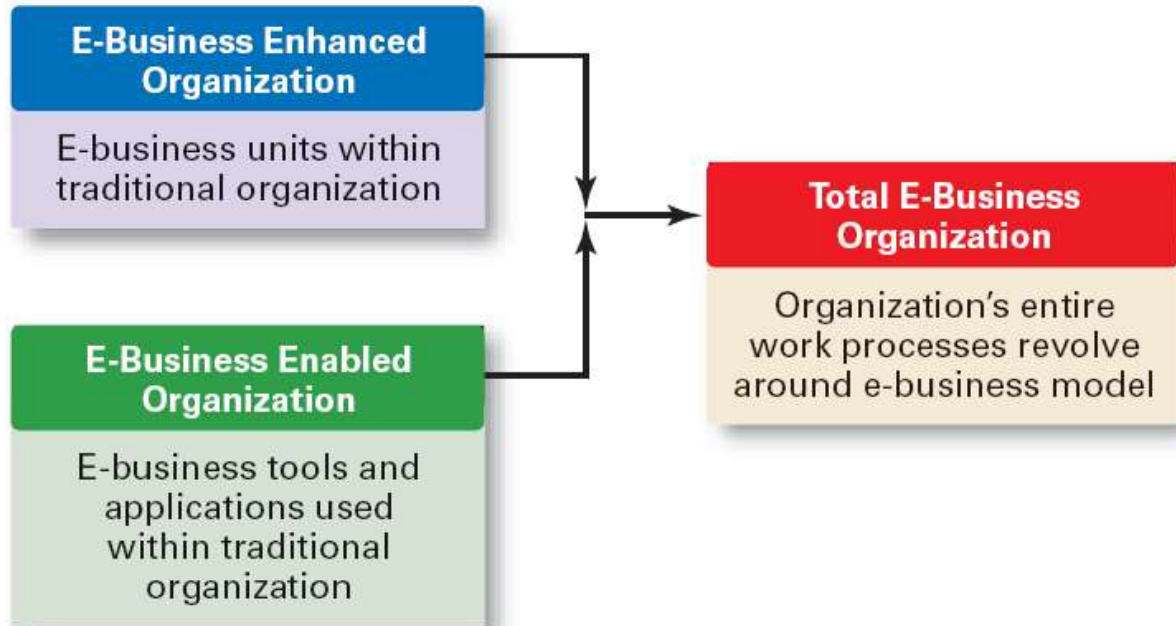 E-Business Enhanced
Organization
E-business units within
traditional organization
E-Business Enabled
Organization
E-business tools and
applications used
within traditional
organization
Total E-Business
Organization
Organization's entire
work processes revolve
around e-business model